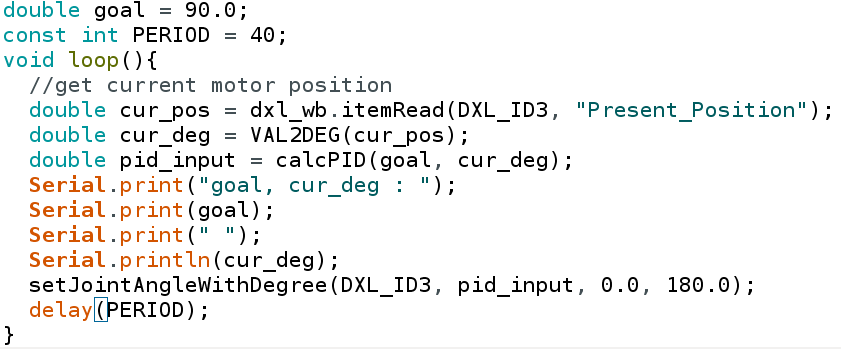 double goal = 90.0;
const int PERIOD = 40;
void loop(){
  //get current motor position
  double cur_pos = dxl_wb.itemRead(DXL_ID3, "Present_Position");
  double cur_deg = VAL2DEG(cur_pos);
  double pid_input = calcPID(goal, cur_deg);
  Serial.print("goal, cur_deg : ");
  Serial.print(goal);
  Serial.print(" ");
  Serial.println(cur_deg);
  setJointAngleWithDegree(DXL_ID3, pid_input, 0.0, 180.0);
  delay(PERIOD);
}